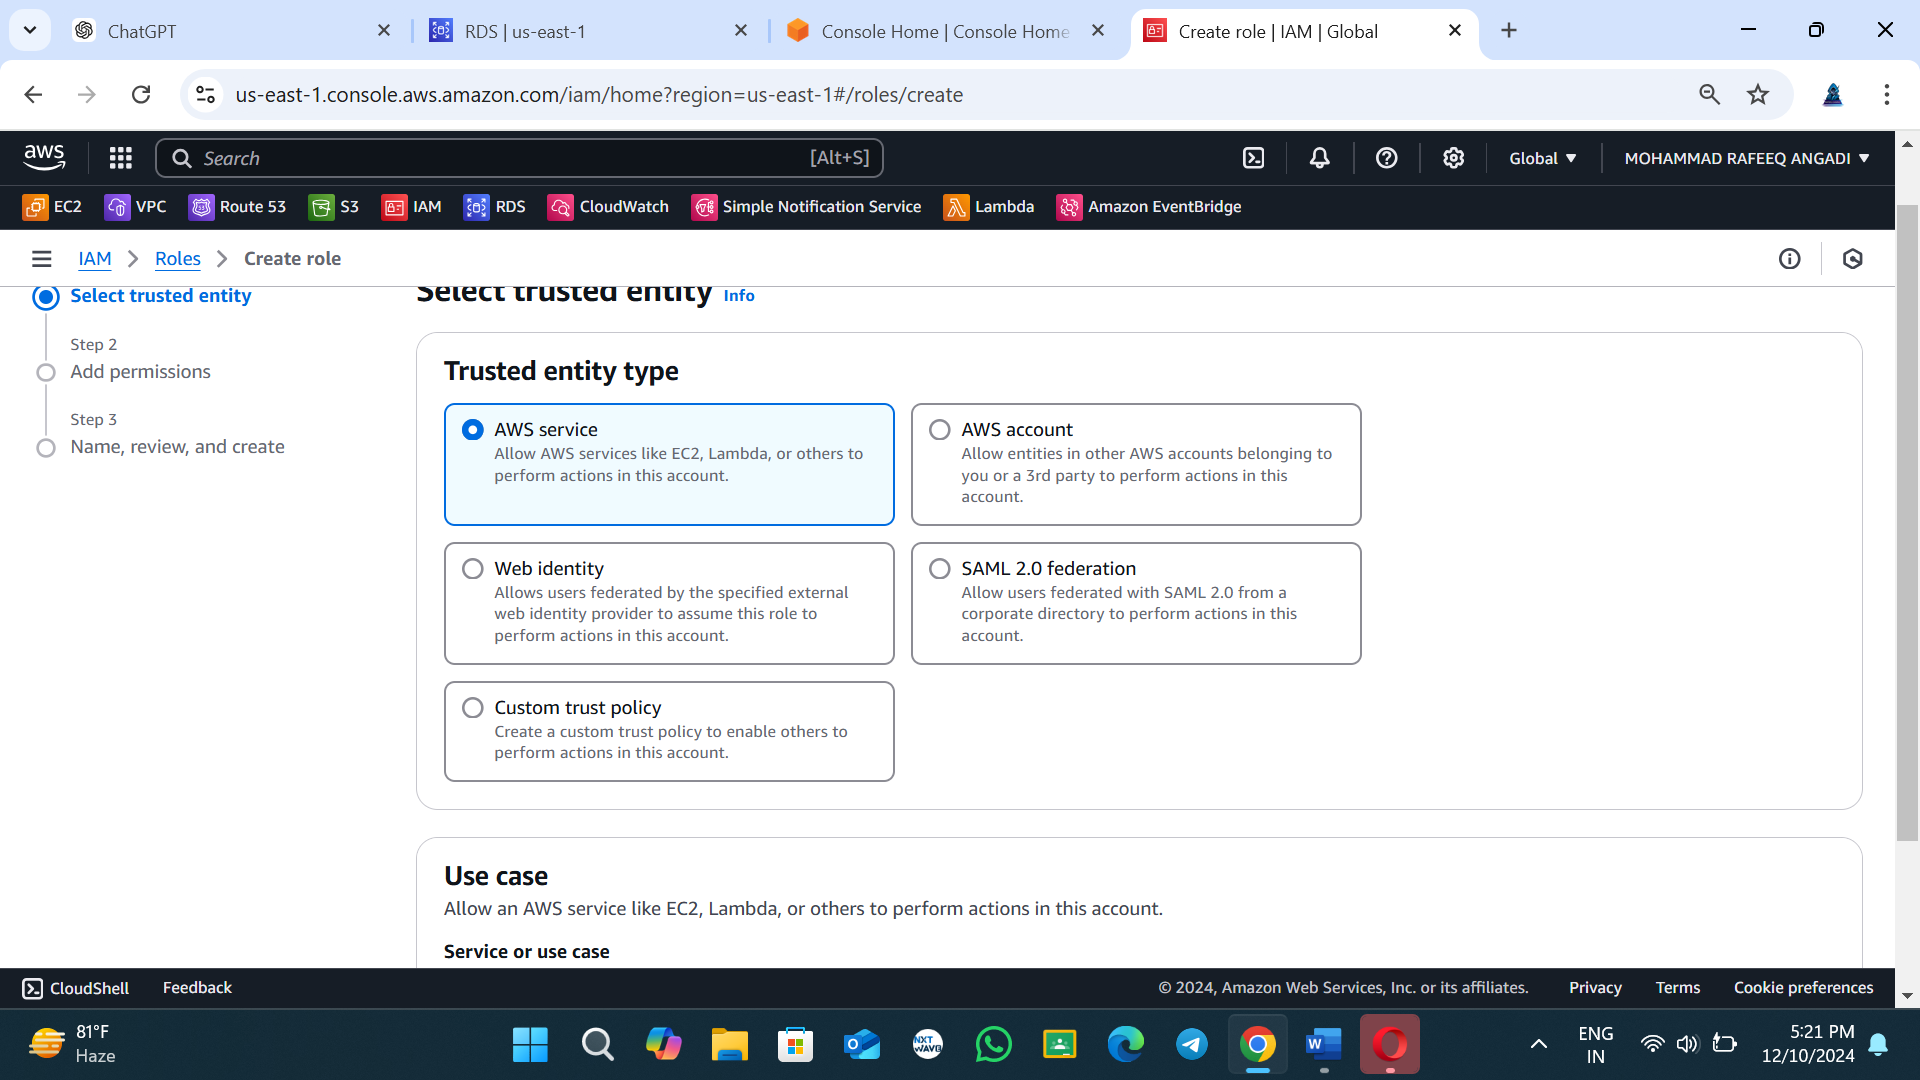 ChatGPT
RDS | us-east-1
Console Home | Console Home
Create role | IAM | Global
us-east-1.console.aws.amazon.com/iam/home?region=us-east-1#/roles/create
aws
Search
[Alt+S]
Global
MOHAMMAD RAFEEQ ANGADI
EC2
VPC
Route 53
S3
IAM
RDS
CloudWatch
Simple Notification Service
Lambda
Amazon EventBridge
IAM
Roles
Create role
Select trusted entity
Step 2
Add permissions
Step 3
Name, review, and create
Select trusted entity Info
Trusted entity type
AWS service
Allow AWS services like EC2, Lambda, or others to
perform actions in this account.
AWS account
Allow entities in other AWS accounts belonging to
you or a 3rd party to perform actions in this
account.
Web identity
Allows users federated by the specified external
web identity provider to assume this role to
perform actions in this account.
SAML 2.0 federation
Allow users federated with SAML 2.0 from a
corporate directory to perform actions in this
account.
Custom trust policy
Create a custom trust policy to enable others to
perform actions in this account.
Use case
Allow an AWS service like EC2, Lambda, or others to perform actions in this account.
Service or use case
CloudShell
Feedback
© 2024, Amazon Web Services, Inc. or its affiliates.
Privacy
Terms
Cookie preferences
81°F
Haze
NXT
WAVE
ENG
IN
5:21 PM
12/10/2024